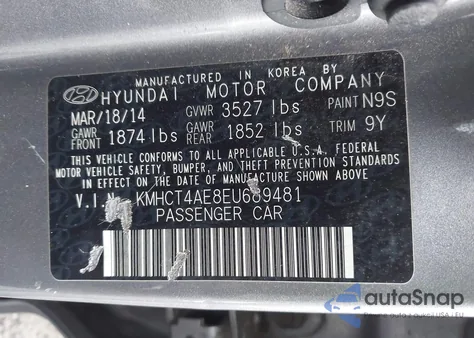 MANUFACTURED IN KOREA BY
HYUNDAI MOTOR COMPANY
MAR/18/14 GVWR 3527 lbs PAINT N9S
GAWR FRONT 1874 lbs GAWR REAR 1852 lbs TRIM 9Y
THIS VEHICLE CONFORMS TO ALL APPLICABLE U.S.A. FEDERAL
MOTOR VEHICLE SAFETY, BUMPER, AND THEFT PREVENTION STANDARDS
IN EFFECT ON THE DATE OF MANUFACTURE SHOWN ABOVE.
V.I. KMHCT4AE8EU689481
PASSENGER CAR
autoSnap